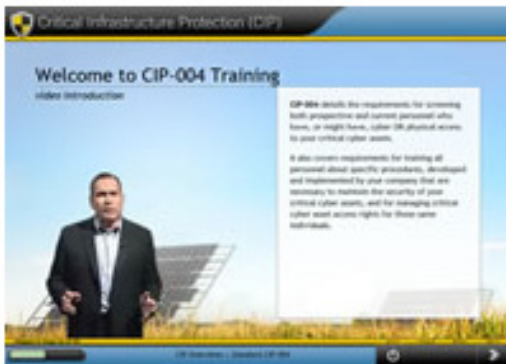 Critical Infrastructure Protection (CIP)
Welcome to CIP-004 Training
video introduction
CIP-004 details the requirements for screening
both prospective and current personnel who
have, or might have, cyber OR physical access
to your critical cyber assets.
It also covers requirements for training all
personnel about specific procedures, developed
and implemented by your company that are
necessary to maintain the security of your
critical cyber assets, and for managing critical
cyber asset access rights for those same
individuals.